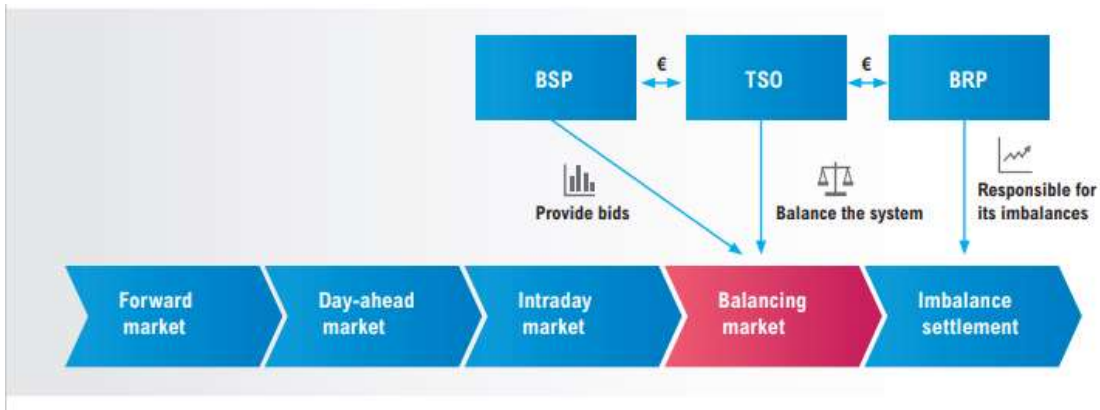 BSP
€
TSO
€
BRP
Provide bids
Balance the system
Responsible for
its imbalances
Forward
market
Day-ahead
market
Intraday
market
Balancing
market
Imbalance
settlement